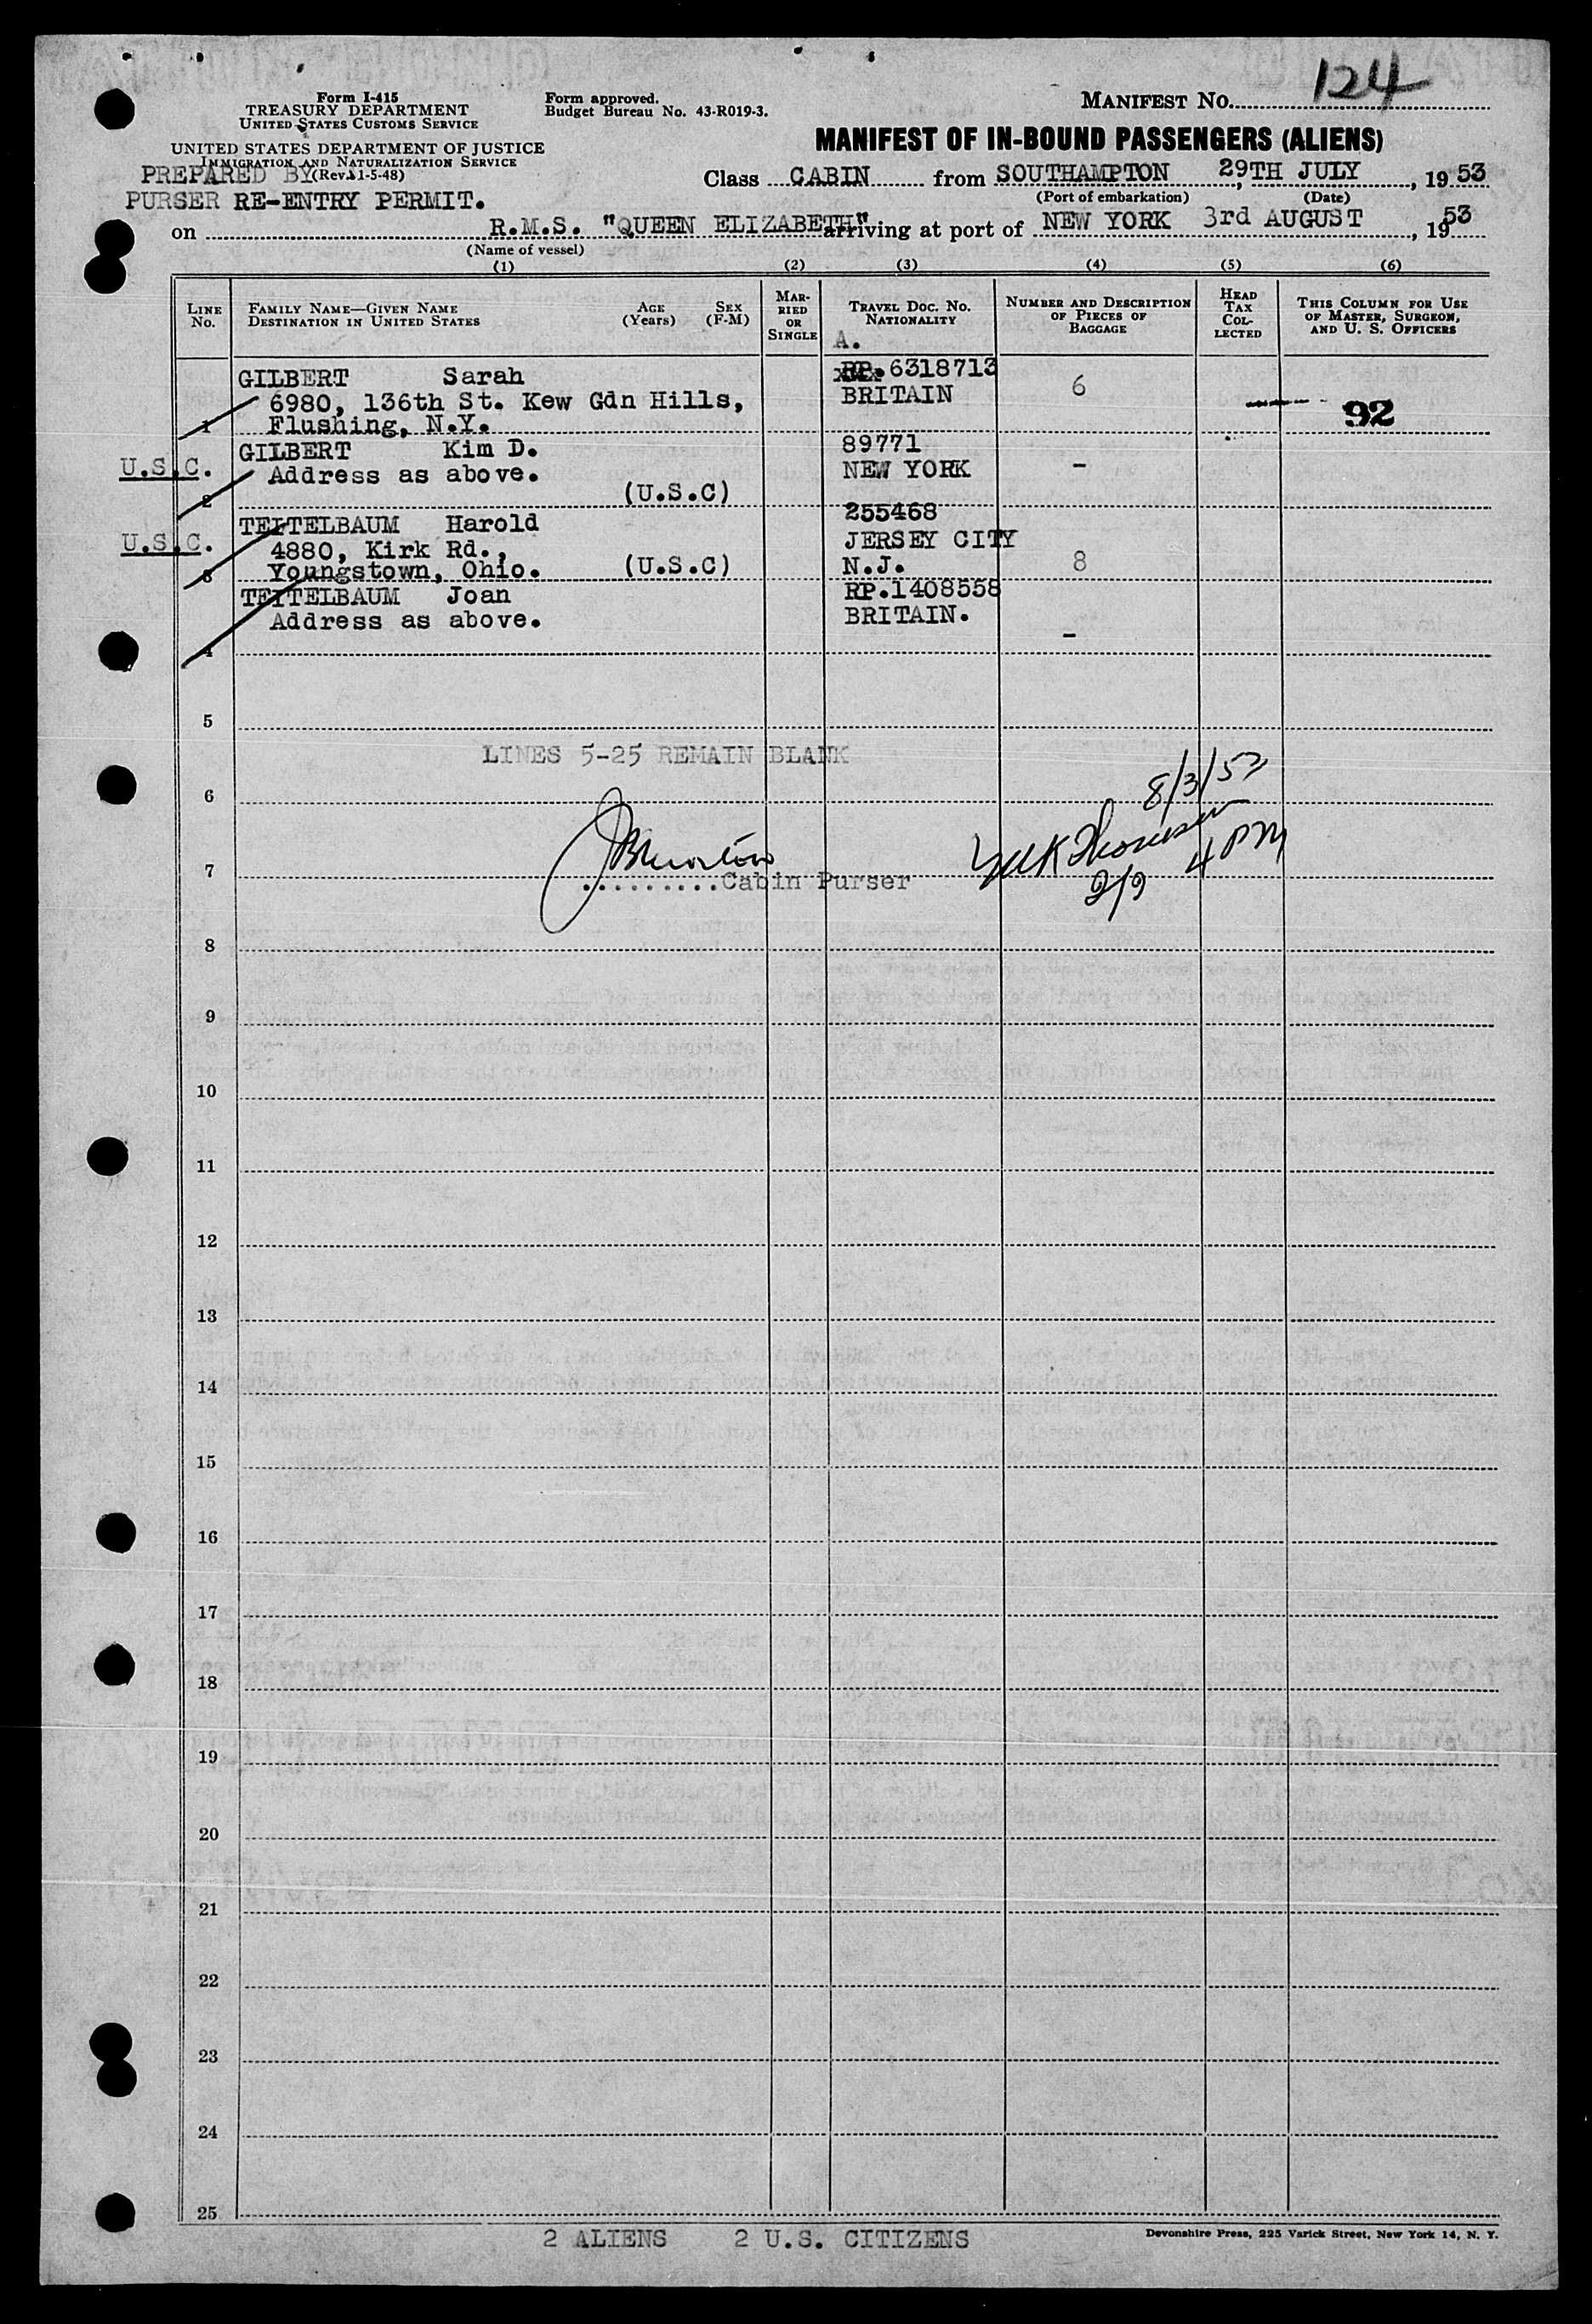 124
Form I-415
TREASURY DEPARTMENT
UNITED STATES CUSTOMS SERVICE
UNITED STATES DEPARTMENT OF JUSTICE
IMMIGRATION AND NATURALIZATION SERVICE
(Rev. 11-5-48)
Form approved.
Budget Bureau No. 43-R019-3.
MANIFEST NO.
MANIFEST OF IN-BOUND PASSENGERS (ALIENS)
PREPARED BY
PURSER RE-ENTRY PERMIT.
Class CABIN from SOUTHAMPTON, 29TH JULY, 1953
(Port of embarkation) (Date)
on R.M.S. "QUEEN ELIZABETH" arriving at port of NEW YORK 3rd AUGUST, 1953
(Name of vessel)
(1) (2) (3) (4) (5) (6)
LINE NO.
FAMILY NAME—GIVEN NAME
DESTINATION IN UNITED STATES
AGE (Years)
SEX (F-M)
MARRIED OR SINGLE
TRAVEL DOC. NO.
NATIONALITY
NUMBER AND DESCRIPTION OF PIECES OF BAGGAGE
HEAD TAX COLLECTED
THIS COLUMN FOR USE OF MASTER, SURGEON, AND U. S. OFFICERS
A.
GILBERT Sarah RP.6318713
6980, 136th St. Kew Gdn Hills, BRITAIN 6
1 Flushing, N.Y. 92
GILBERT Kim D. 89771
U.S.C. Address as above. NEW YORK -
2 (U.S.C)
TEITELBAUM Harold 255468
U.S.C. 4880, Kirk Rd., JERSEY CITY
3 Youngstown, Ohio. (U.S.C) N.J. 8
TEITELBAUM Joan RP.1408558
Address as above. BRITAIN.
4 -
5
LINES 5-25 REMAIN BLANK
8/3/53
6
4 PM
7
.........Cabin Purser
2/9
8
9
10
11
12
13
14
15
16
17
18
19
20
21
22
23
24
25
2 ALIENS 2 U.S. CITIZENS
Devonshire Press, 225 Varick Street, New York 14, N. Y.